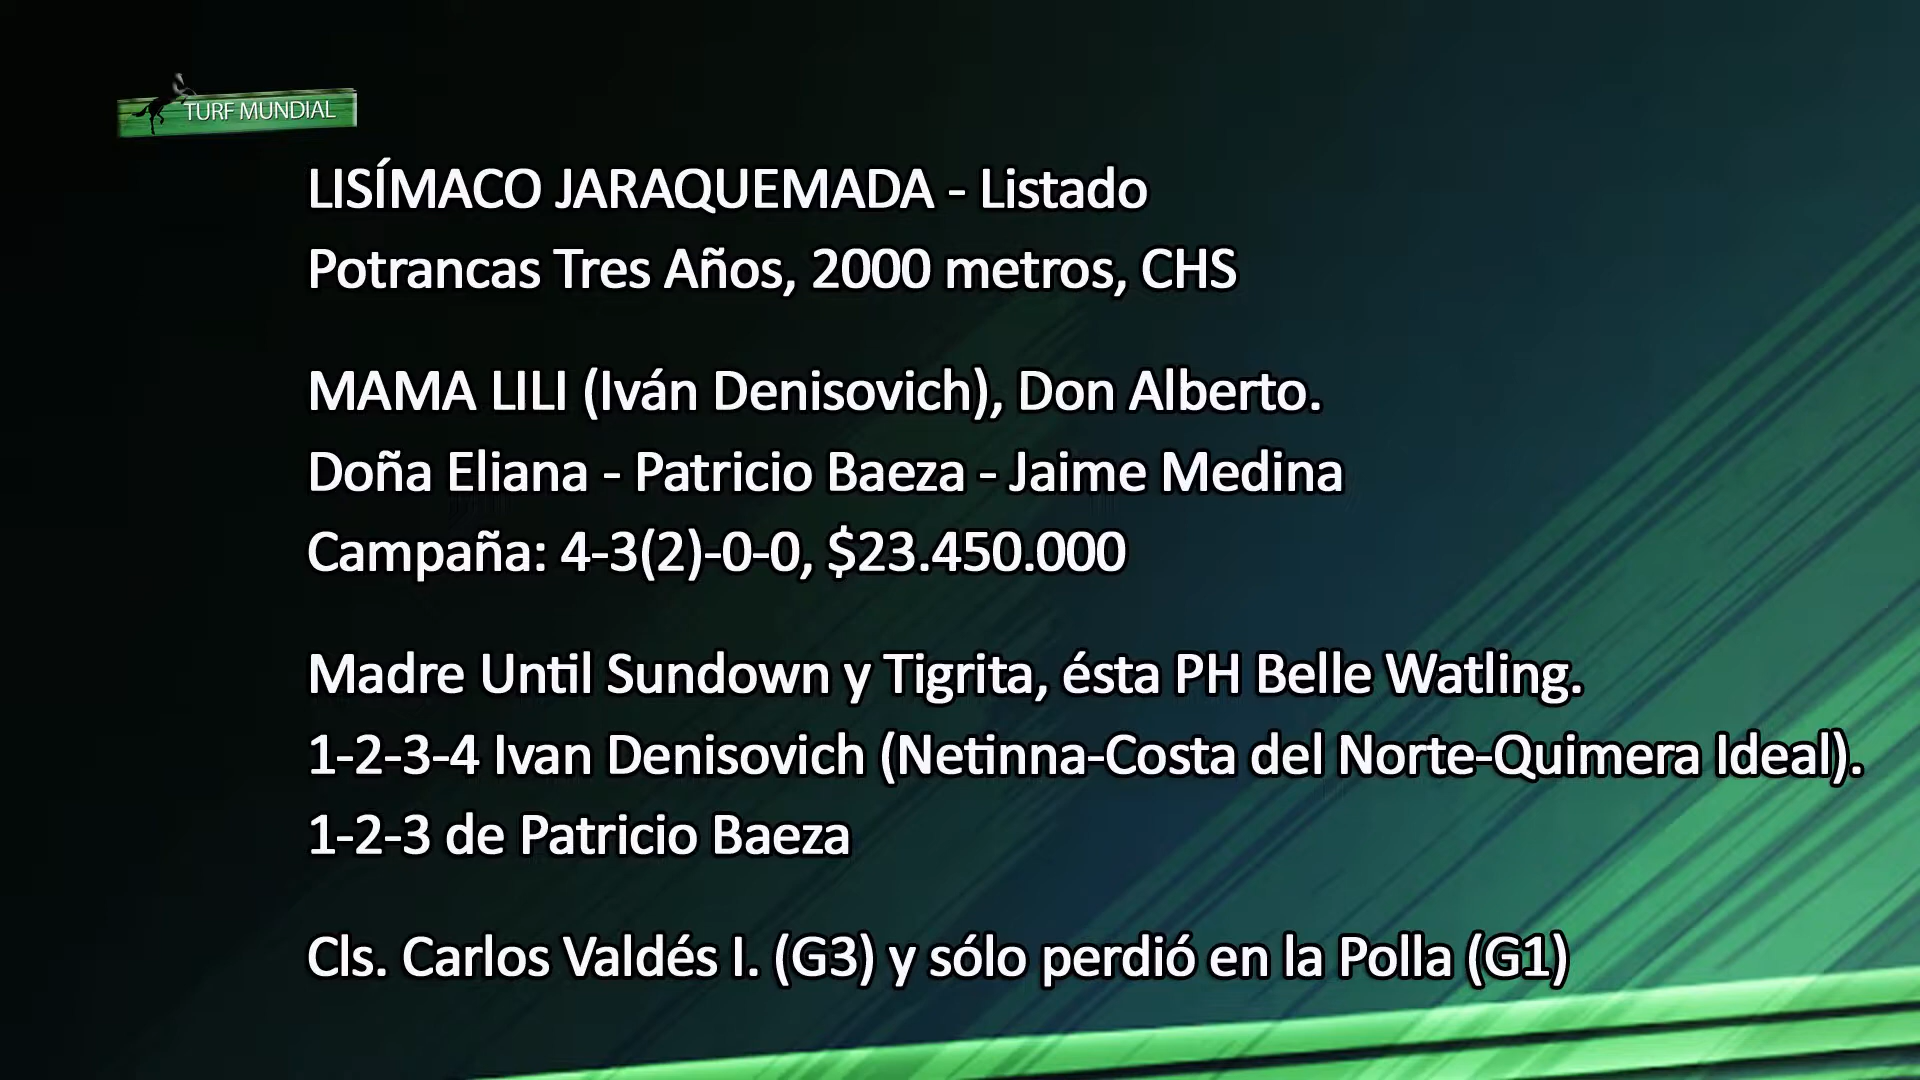 TURF MUNDIAL
LISÍMACO JARAQUEMADA - Listado
Potrancas Tres Años, 2000 metros, CHS
MAMA LILI (Iván Denisovich), Don Alberto.
Doña Eliana - Patricio Baeza - Jaime Medina
Campaña: 4-3(2)-0-0, $23.450.000
Madre Until Sundown y Tigrita, ésta PH Belle Watling.
1-2-3-4 Ivan Denisovich (Netinna-Costa del Norte-Quimera Ideal).
1-2-3 de Patricio Baeza
Cls. Carlos Valdés I. (G3) y sólo perdió en la Polla (G1)